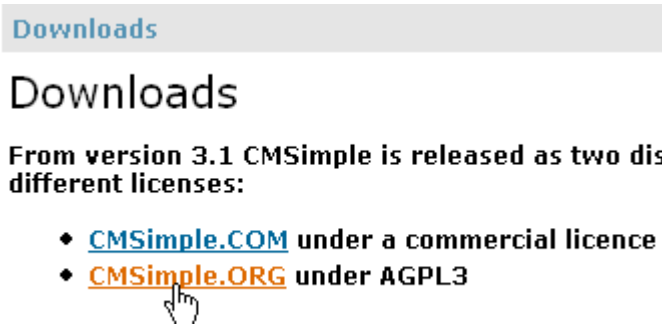 Downloads
Downloads
From version 3.1 CMSimple is released as two
different licenses:
• CMSimple.COM under a commercial licence
• CMSimple.ORG under AGPL3